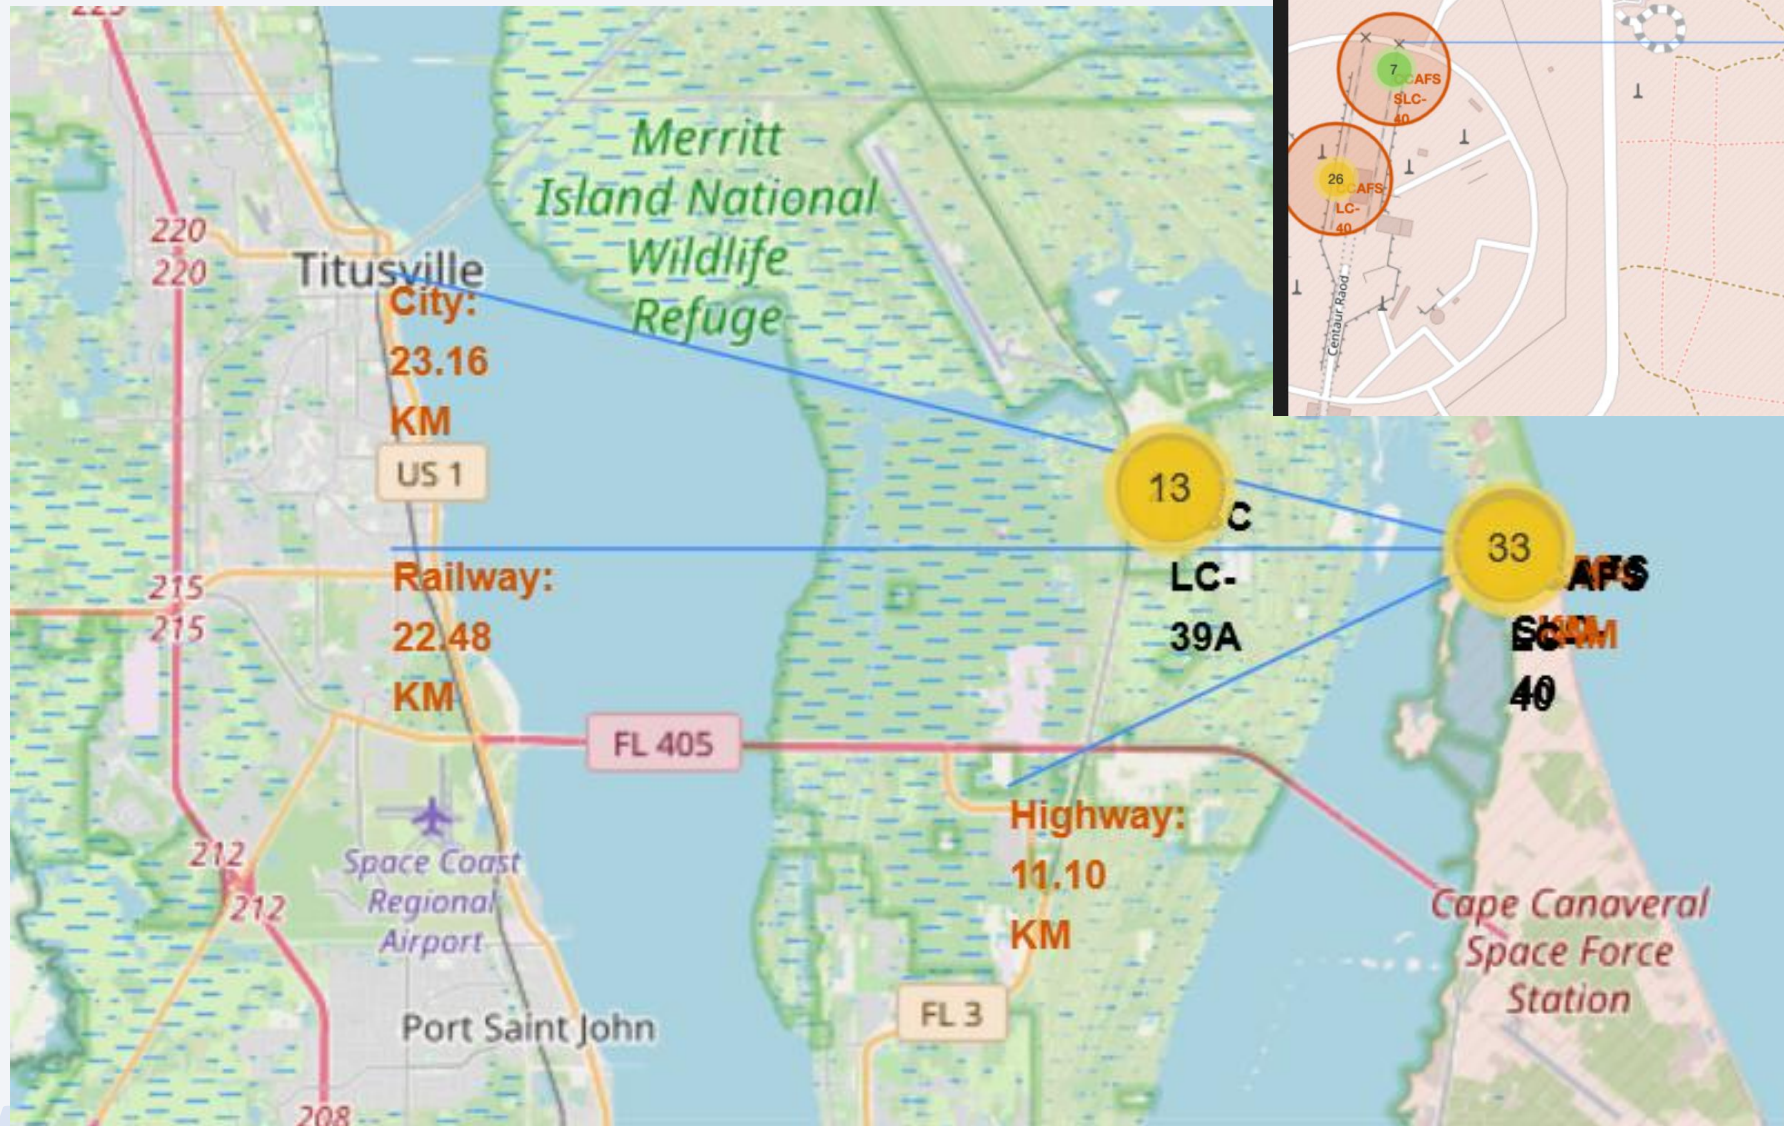 223
220
220
Titusville
City:
23.16
KM
US 1
Merritt
Island National
Wildlife
Refuge
13
C
LC-
39A
33
AFS
40
215
215
Railway:
22.48
KM
FL 405
Highway:
11.10
KM
212
212
Space Coast
Regional
Airport
Cape Canaveral
Space Force
Station
FL 3
Port Saint John
208
7
CCAFS
SLC-
40
26
CCAFS
LC-
40
Centaur Raod